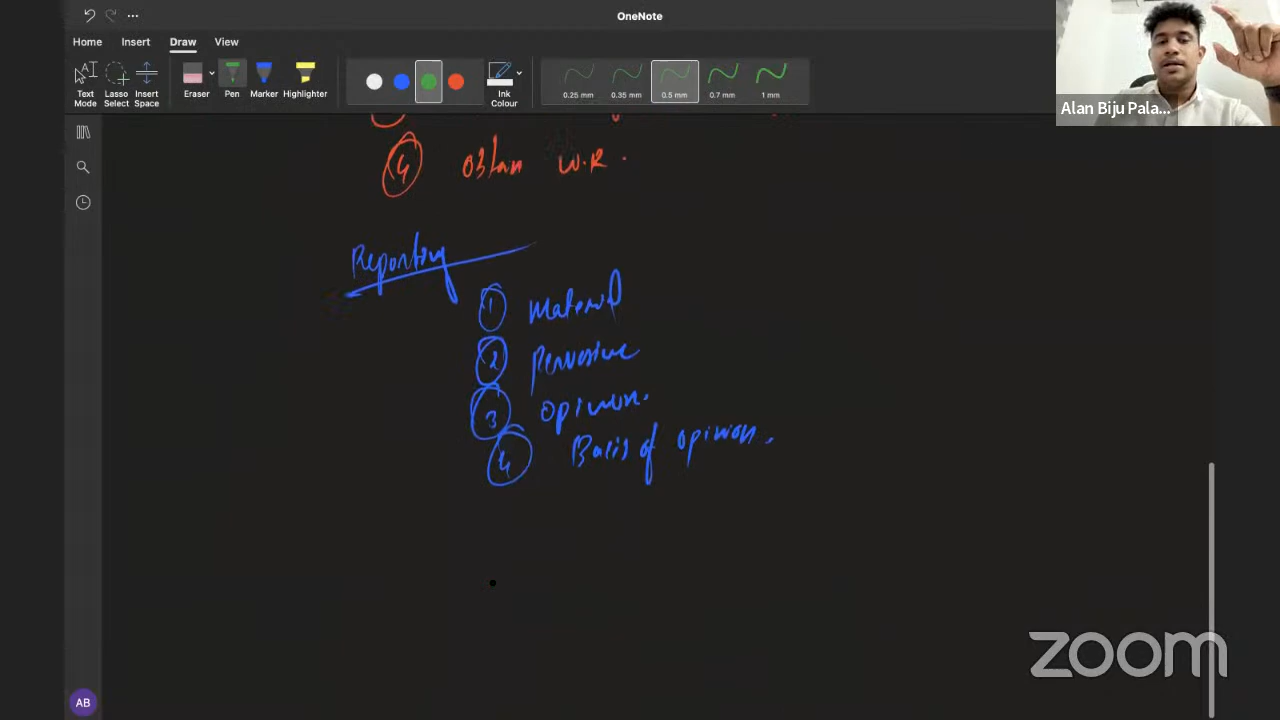 OneNote
Home Insert Draw View
Text Mode Lasso Select Insert Space Eraser Pen Marker Highlighter Ink Colour 0.25 mm 0.35 mm 0.5 mm 0.7 mm 1 mm
Alan Biju Pala...
4 obtan W.R.
Reporting
1 Material
2 Pervasive
3 Opinion.
4 Basis of opinion.
AB
zoom